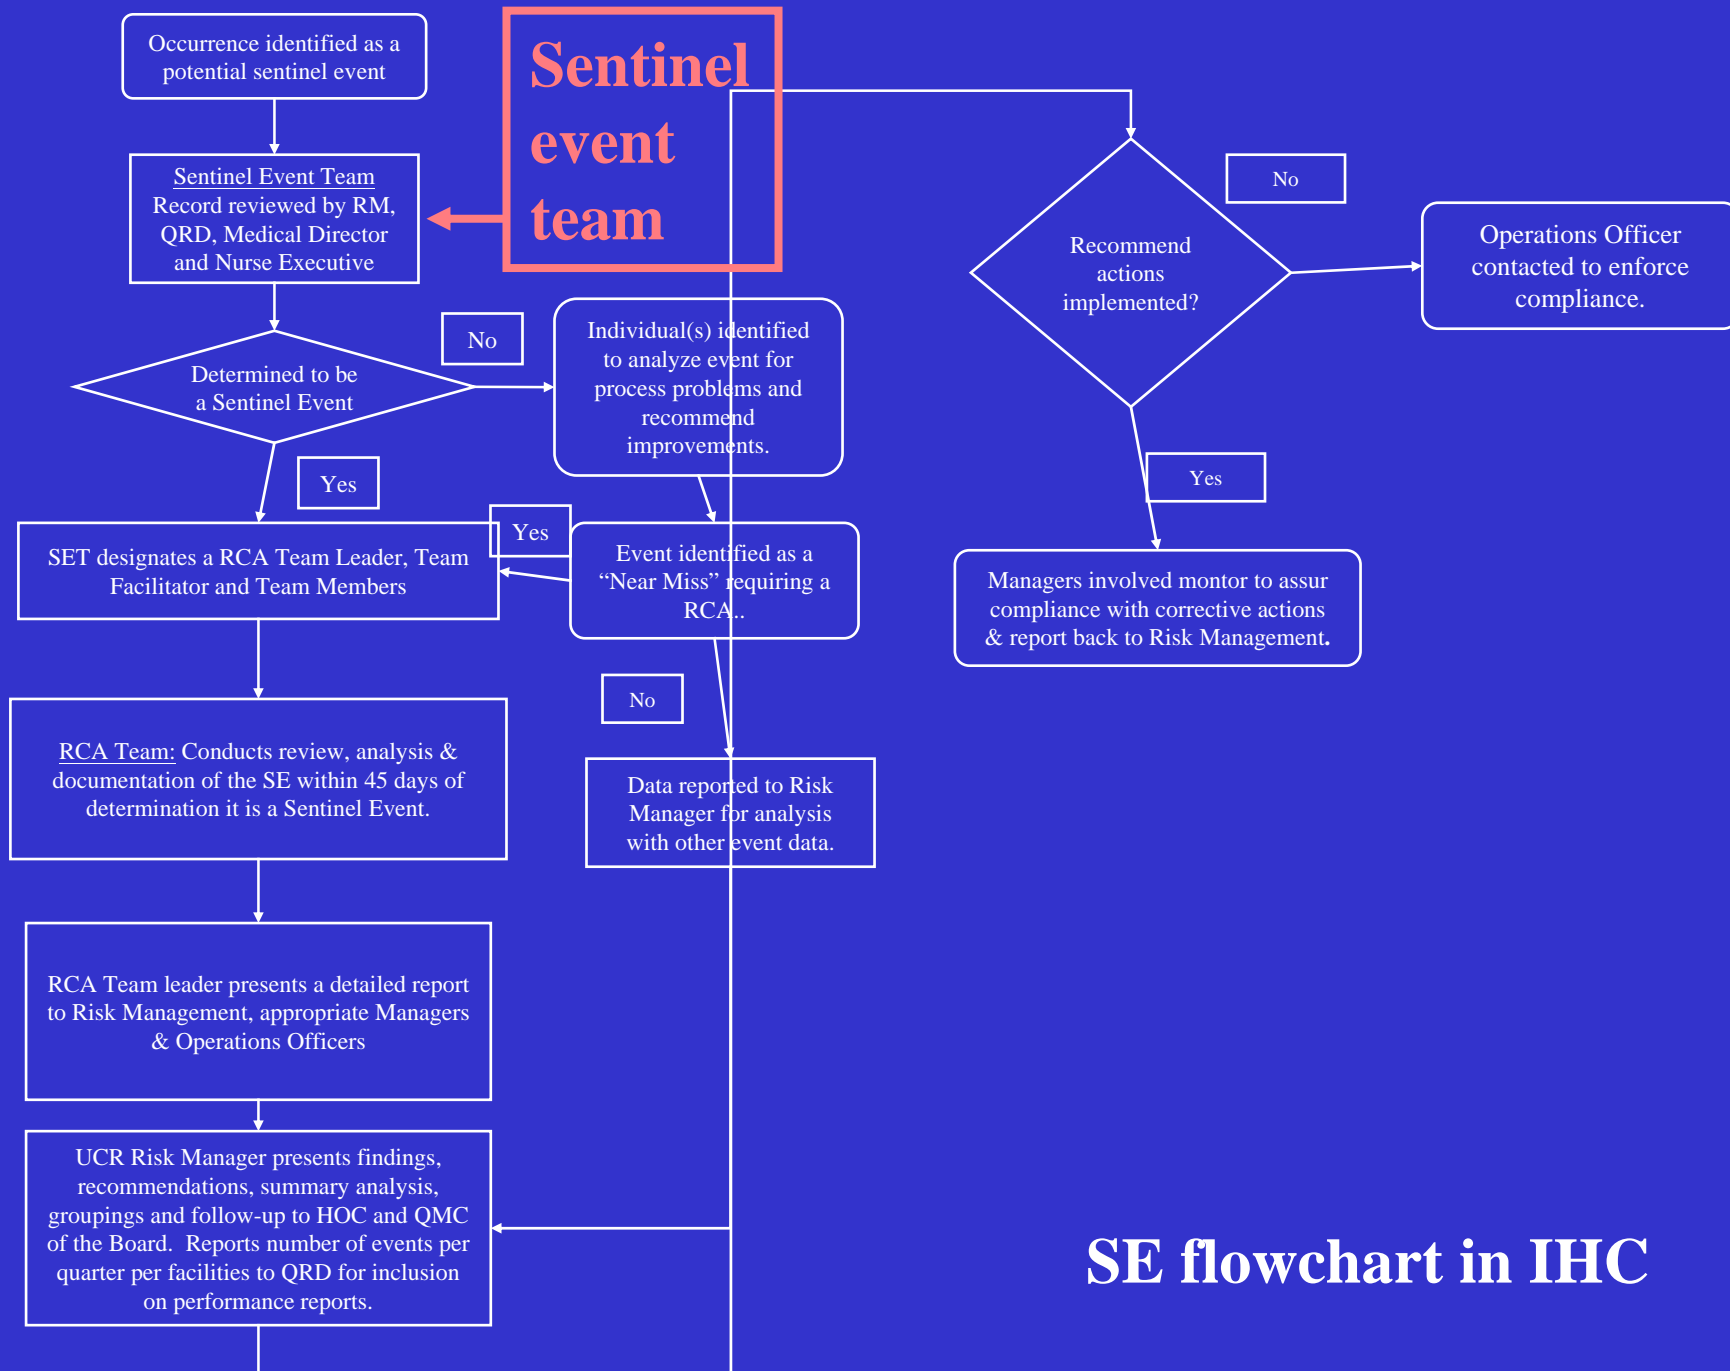 Occurrence identified as a
potential sentinel event
Sentinel
event
team
Sentinel Event Team
Record reviewed by RM,
QRD, Medical Director
and Nurse Executive
Determined to be
a Sentinel Event
No
Individual(s) identified
to analyze event for
process problems and
recommend
improvements.
Yes
SET designates a RCA Team Leader, Team
Facilitator and Team Members
Yes
Event identified as a
“Near Miss” requiring a
RCA..
No
RCA Team: Conducts review, analysis &
documentation of the SE within 45 days of
determination it is a Sentinel Event.
Data reported to Risk
Manager for analysis
with other event data.
RCA Team leader presents a detailed report
to Risk Management, appropriate Managers
& Operations Officers
UCR Risk Manager presents findings,
recommendations, summary analysis,
groupings and follow-up to HOC and QMC
of the Board.  Reports number of events per
quarter per facilities to QRD for inclusion
on performance reports.
Recommend
actions
implemented?
No
Operations Officer
contacted to enforce
compliance.
Yes
Managers involved montor to assur
compliance with corrective actions
& report back to Risk Management.
SE flowchart in IHC